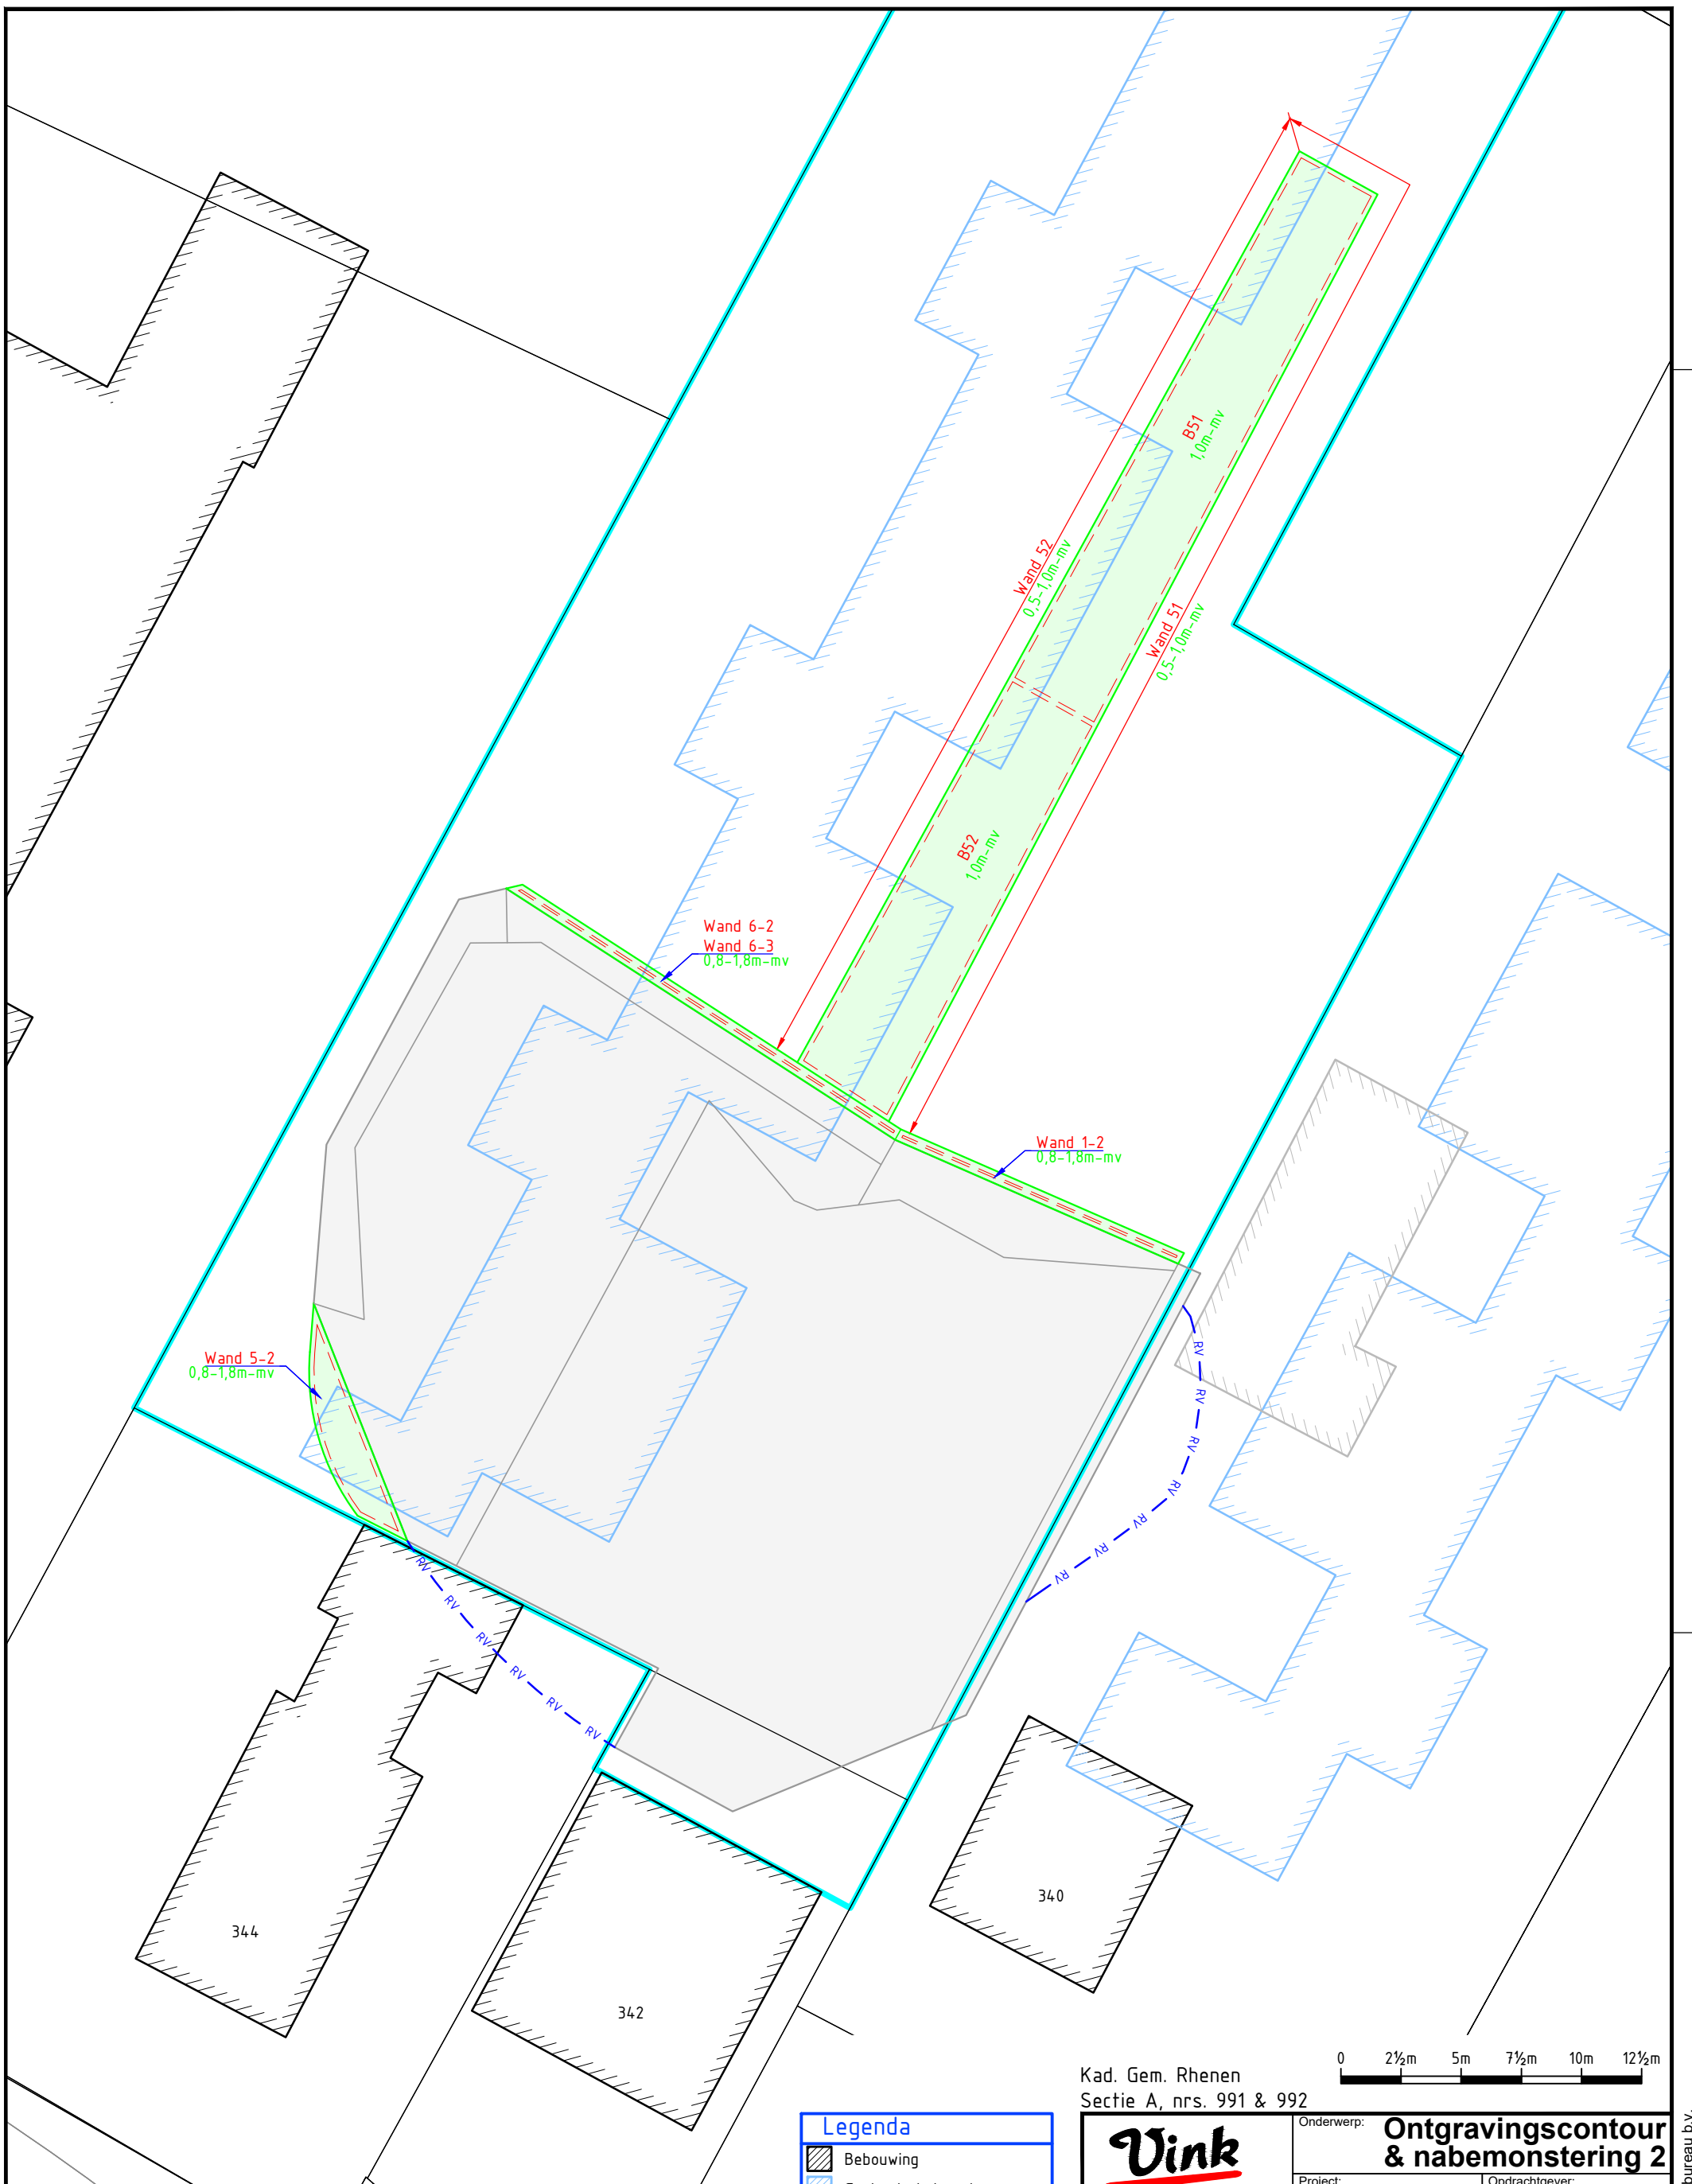 B51
1,0m-mv
Wand 52
0,5-1,0m-mv
Wand 51
0,5-1,0m-mv
B52
1,0m-mv
Wand 6-2
Wand 6-3
0,8-1,8m-mv
Wand 1-2
0,8-1,8m-mv
Wand 5-2
0,8-1,8m-mv
RV RV RV RV RV RV RV
RV RV RV RV RV RV
344
342
340
Kad. Gem. Rhenen
Sectie A, nrs. 991 & 992
0 2½m 5m 7½m 10m 12½m
Legenda
Bebouwing
Vink
Onderwerp:
Ontgravingscontour
& nabemonstering 2
Project:
Opdrachtgever:
bureau b.v.